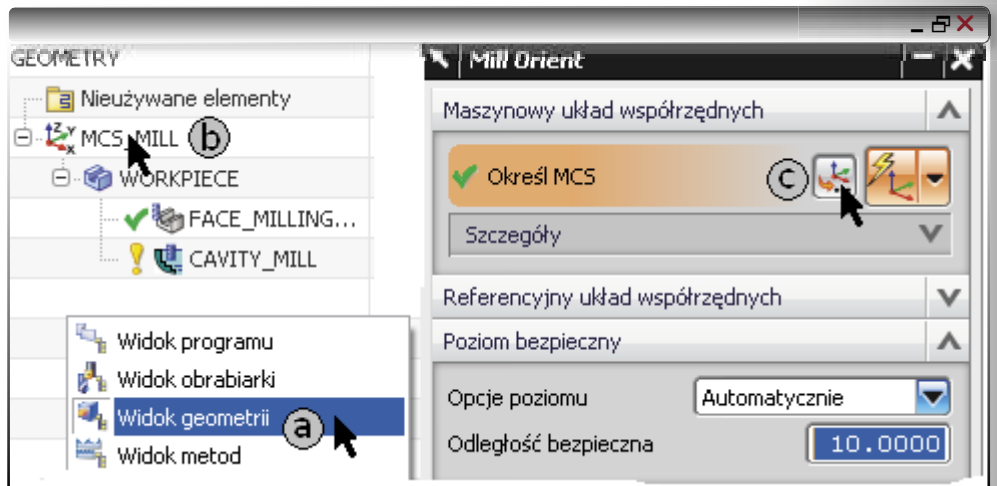 GEOMETRY
Nieużywane elementy
MCS_MILL b
WORKPIECE
FACE_MILLING...
CAVITY_MILL
Widok programu
Widok obrabiarki
Widok geometrii a
Widok metod
Mill Orient
Maszynowy układ współrzędnych
Określ MCS c
Szczegóły
Referencyjny układ współrzędnych
Poziom bezpieczny
Opcje poziomu Automatycznie
Odległość bezpieczna 10.0000